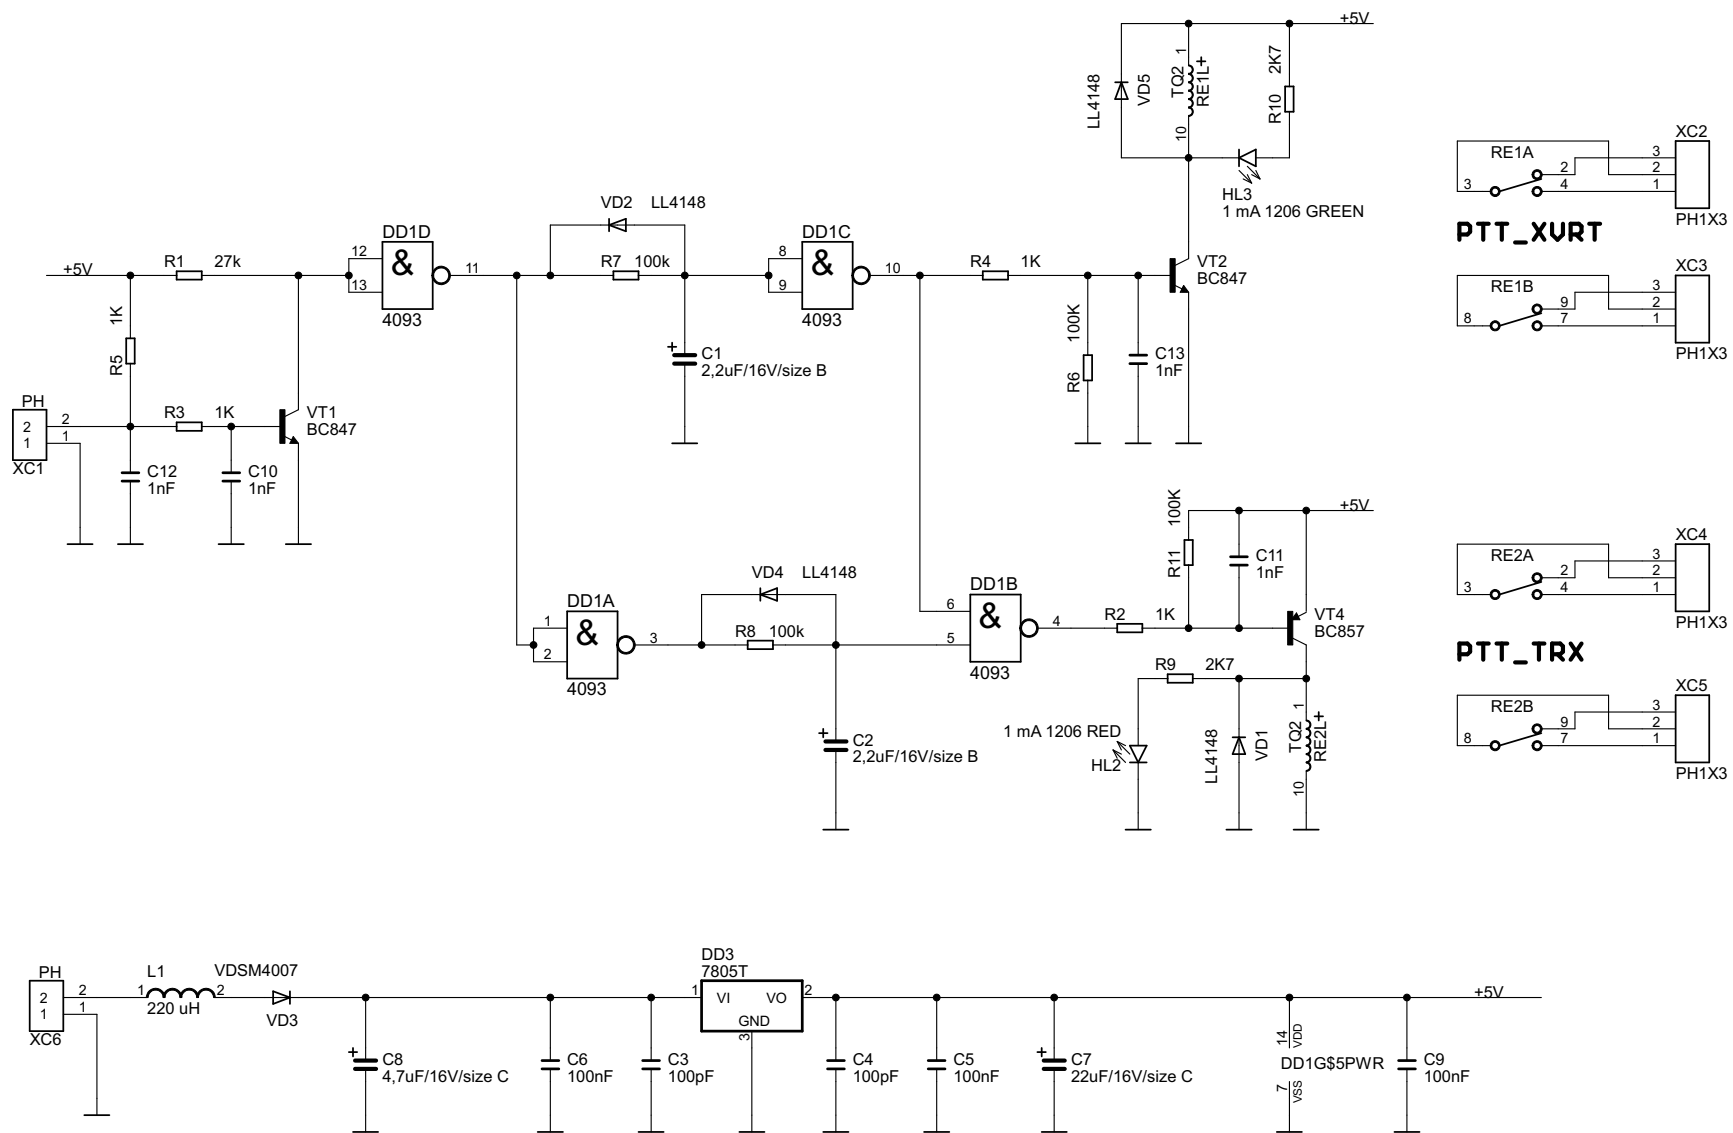 +5V
1
2K7
LL4148
VD5
TQ2
RE1L+
R10
10
HL3
1 mA 1206 GREEN
XC2
RE1A
3
2
4
3
2
1
PH1X3
PTT_XVRT
VD2 LL4148
DD1D
12
13
&
11
4093
R7 100k
DD1C
8
9
&
10
4093
R4 1K
VT2
BC847
+5V
R1 27k
1K
R5
+
C1
2,2uF/16V/size B
100K
R6
C13
1nF
XC3
RE1B
8
9
7
3
2
1
PH1X3
PH
2
1
2
1
XC1
R3 1K
VT1
BC847
C12
1nF
C10
1nF
+5V
100K
R11
C11
1nF
VD4 LL4148
DD1A
1
2
&
3
4093
R8 100k
DD1B
6
5
&
4
4093
R2 1K
VT4
BC857
XC4
RE2A
3
2
4
3
2
1
PH1X3
PTT_TRX
R9 2K7
1 mA 1206 RED
HL2
LL4148
VD1
1
TQ2
RE2L+
10
+
C2
2,2uF/16V/size B
XC5
RE2B
8
9
7
3
2
1
PH1X3
PH
2
1
2
1
XC6
L1
1
2
220 uH
VDSM4007
VD3
DD3
7805T
1
VI VO
GND
2
3
+5V
+
C8
4,7uF/16V/size C
C6
100nF
C3
100pF
C4
100pF
C5
100nF
+
C7
22uF/16V/size C
14
VDD
DD1G$5PWR
7
VSS
C9
100nF